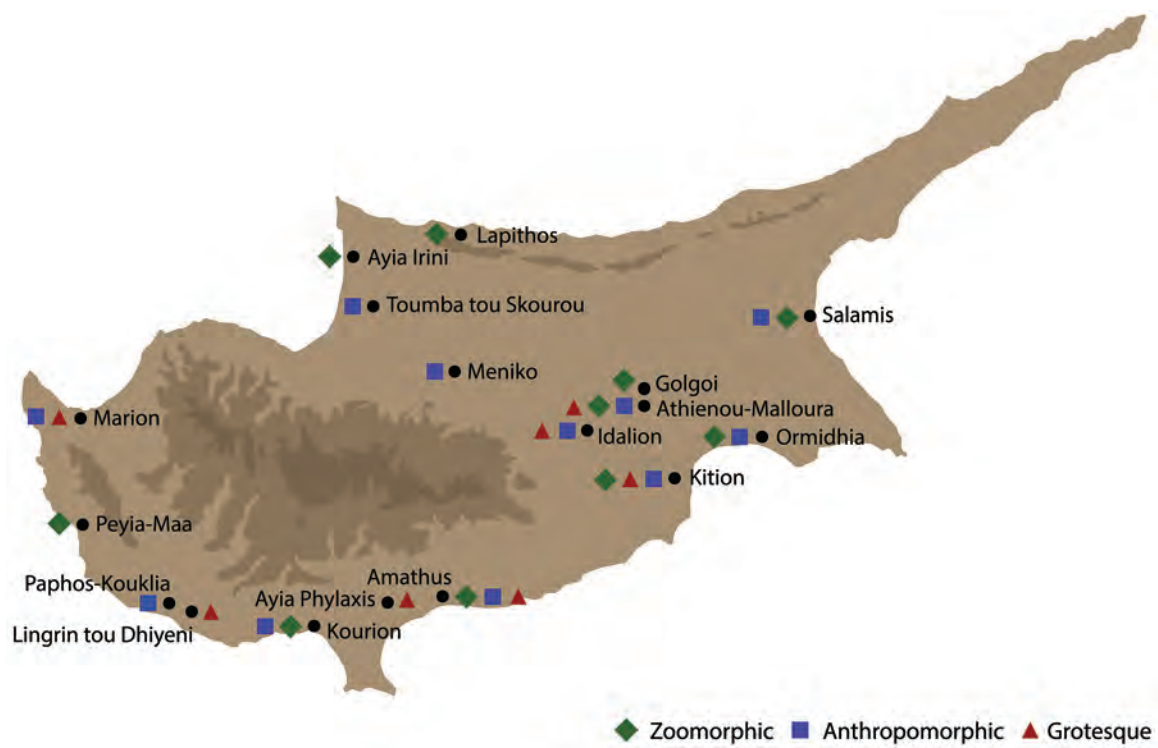 Lapithos
Ayia Irini
Toumba tou Skourou
Salamis
Meniko
Golgoi
Athienou-Malloura
Marion
Idalion
Ormidhia
Kition
Peyia-Maa
Paphos-Kouklia
Amathus
Ayia Phylaxis
Lingrin tou Dhiyeni
Kourion
Zoomorphic Anthropomorphic Grotesque